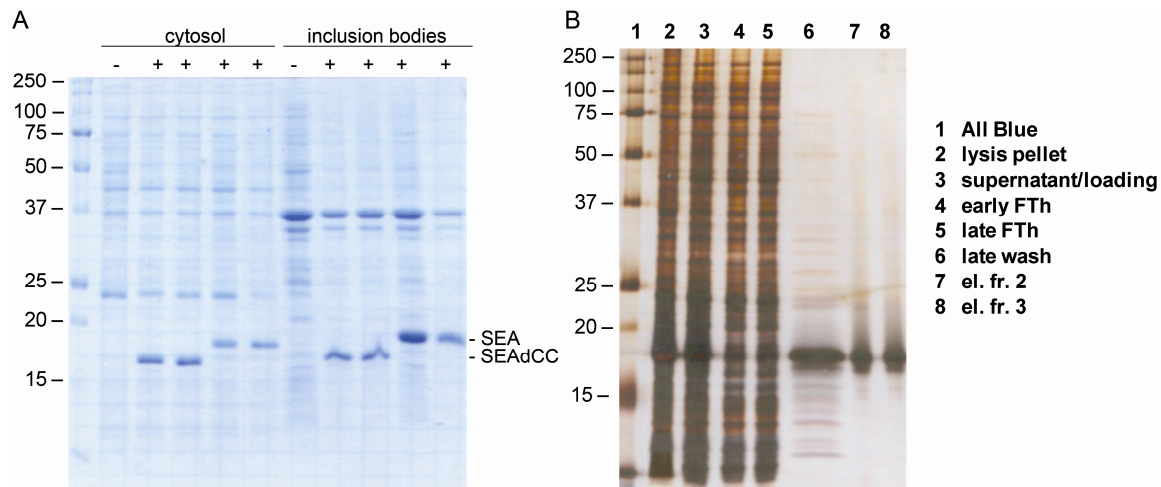 A
cytosol inclusion bodies
- + + + + - + + + +
250 –
100 –
75 –
50 –
37 –
25 –
20 –
15 –
- SEA
- SEAdCC
B
1 2 3 4 5 6 7 8
250 –
100 –
75 –
50 –
37 –
25 –
20 –
15 –
1 All Blue
2 lysis pellet
3 supernatant/loading
4 early FTh
5 late FTh
6 late wash
7 el. fr. 2
8 el. fr. 3